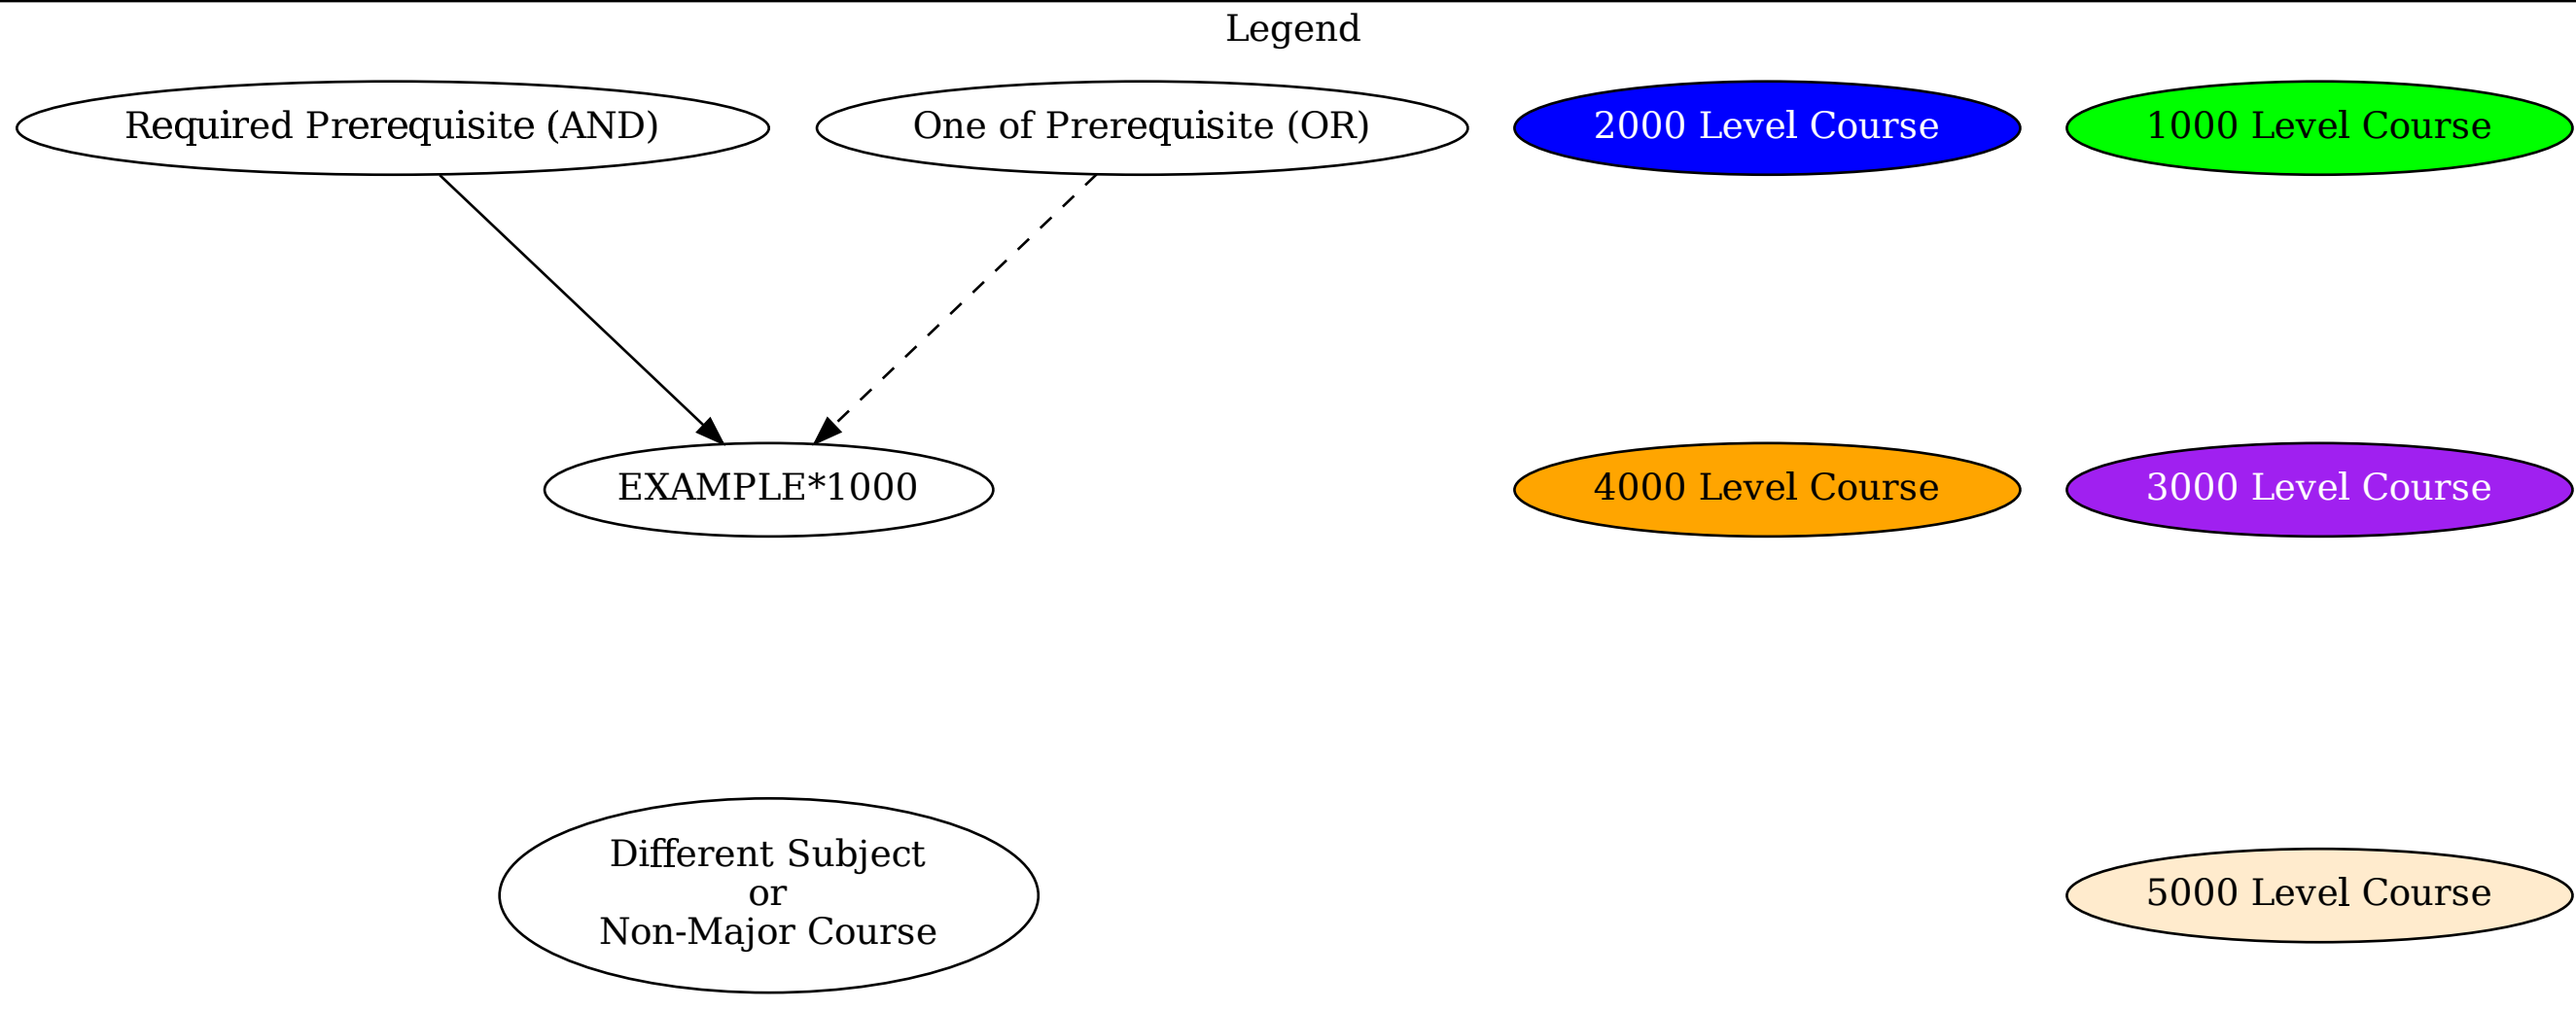 Legend
Required Prerequisite (AND)
One of Prerequisite (OR)
2000 Level Course
1000 Level Course
EXAMPLE*1000
4000 Level Course
3000 Level Course
Different Subject
or
Non-Major Course
5000 Level Course